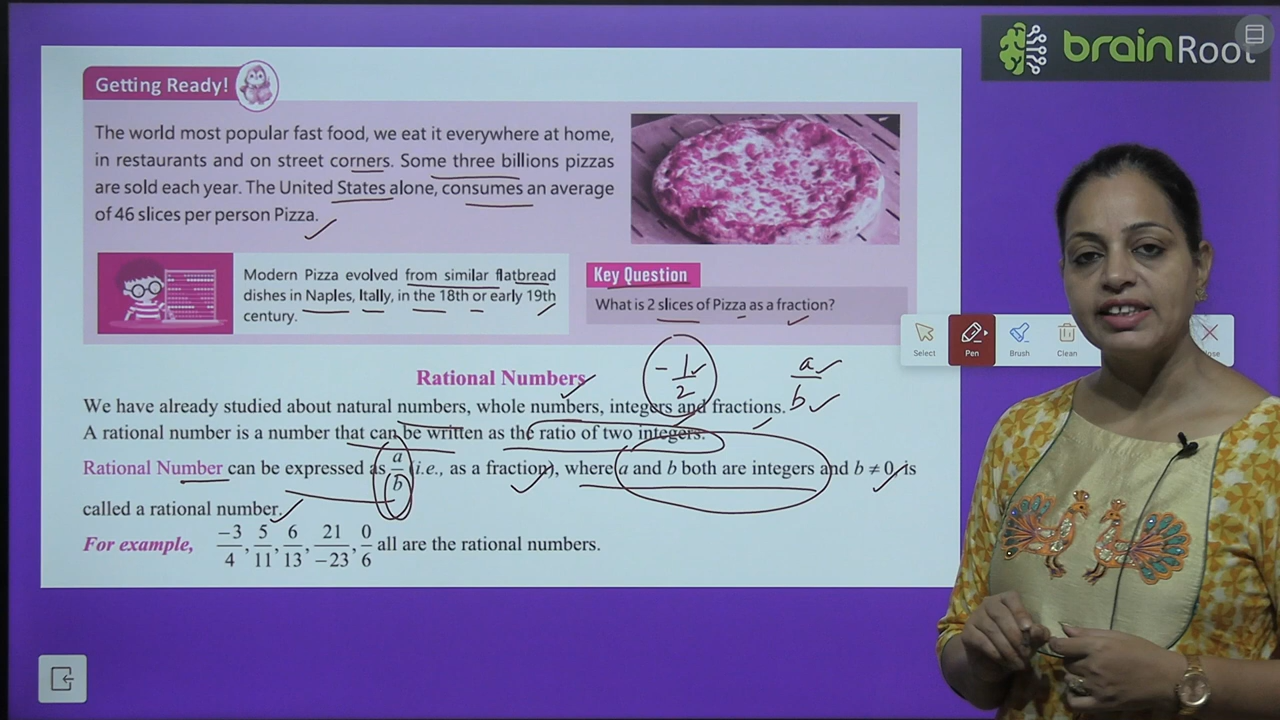 brainRoot
Getting Ready!
The world most popular fast food, we eat it everywhere at home,
in restaurants and on street corners. Some three billions pizzas
are sold each year. The United States alone, consumes an average
of 46 slices per person Pizza.
Modern Pizza evolved from similar flatbread
dishes in Naples, Itally, in the 18th or early 19th
century.
Key Question
What is 2 slices of Pizza as a fraction?
Select Pen Brush Clean
Rational Numbers
-1/2
a/b
We have already studied about natural numbers, whole numbers, integers and fractions.
A rational number is a number that can be written as the ratio of two integers.
Rational Number can be expressed as a/b (i.e., as a fraction), where a and b both are integers and b ≠ 0, is
called a rational number.
For example, -3/4, 5/11, 6/13, 21/-23, 0/6 all are the rational numbers.